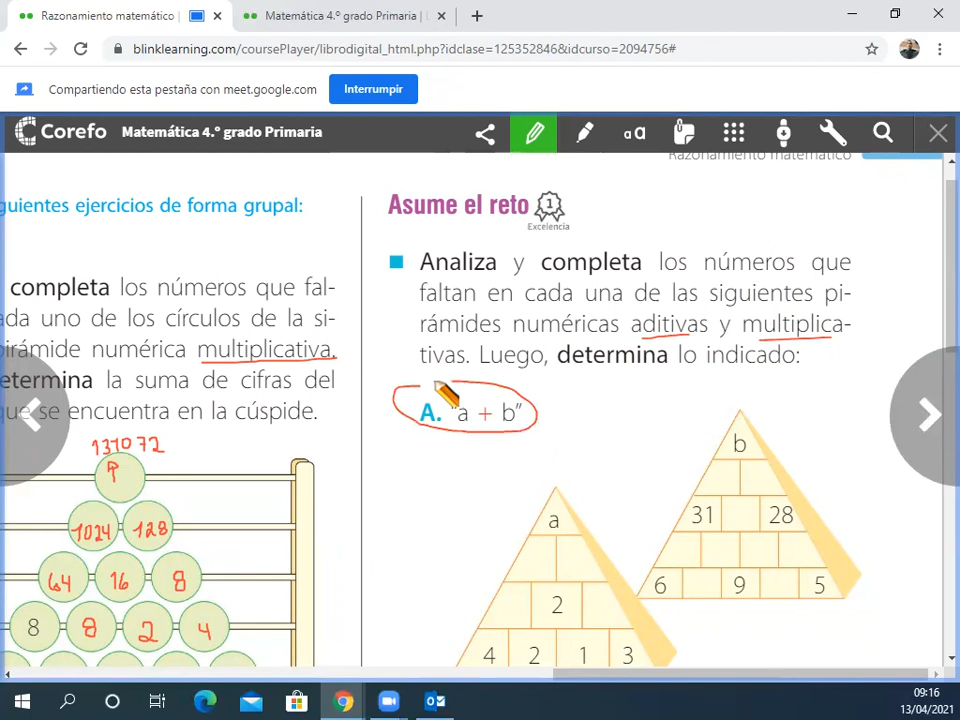 Razonamiento matemático
Matemática 4.º grado Primaria |
blinklearning.com/coursePlayer/librodigital_html.php?idclase=125352846&idcurso=2094756#
Compartiendo esta pestaña con meet.google.com
Interrumpir
Corefo
Matemática 4.º grado Primaria
aa
Razonamiento matemático
guientes ejercicios de forma grupal:
completa los números que fal-
ada uno de los círculos de la si-
pirámide numérica multiplicativa.
etermina la suma de cifras del
que se encuentra en la cúspide.
131072
P
1024 128
64 16 8
8 8 2 4
Asume el reto
1
Excelencia
Analiza y completa los números que
faltan en cada una de las siguientes pi-
rámides numéricas aditivas y multiplica-
tivas. Luego, determina lo indicado:
A. "a + b"
a
2
4 2 1 3
b
31 28
6 9 5
09:16
13/04/2021